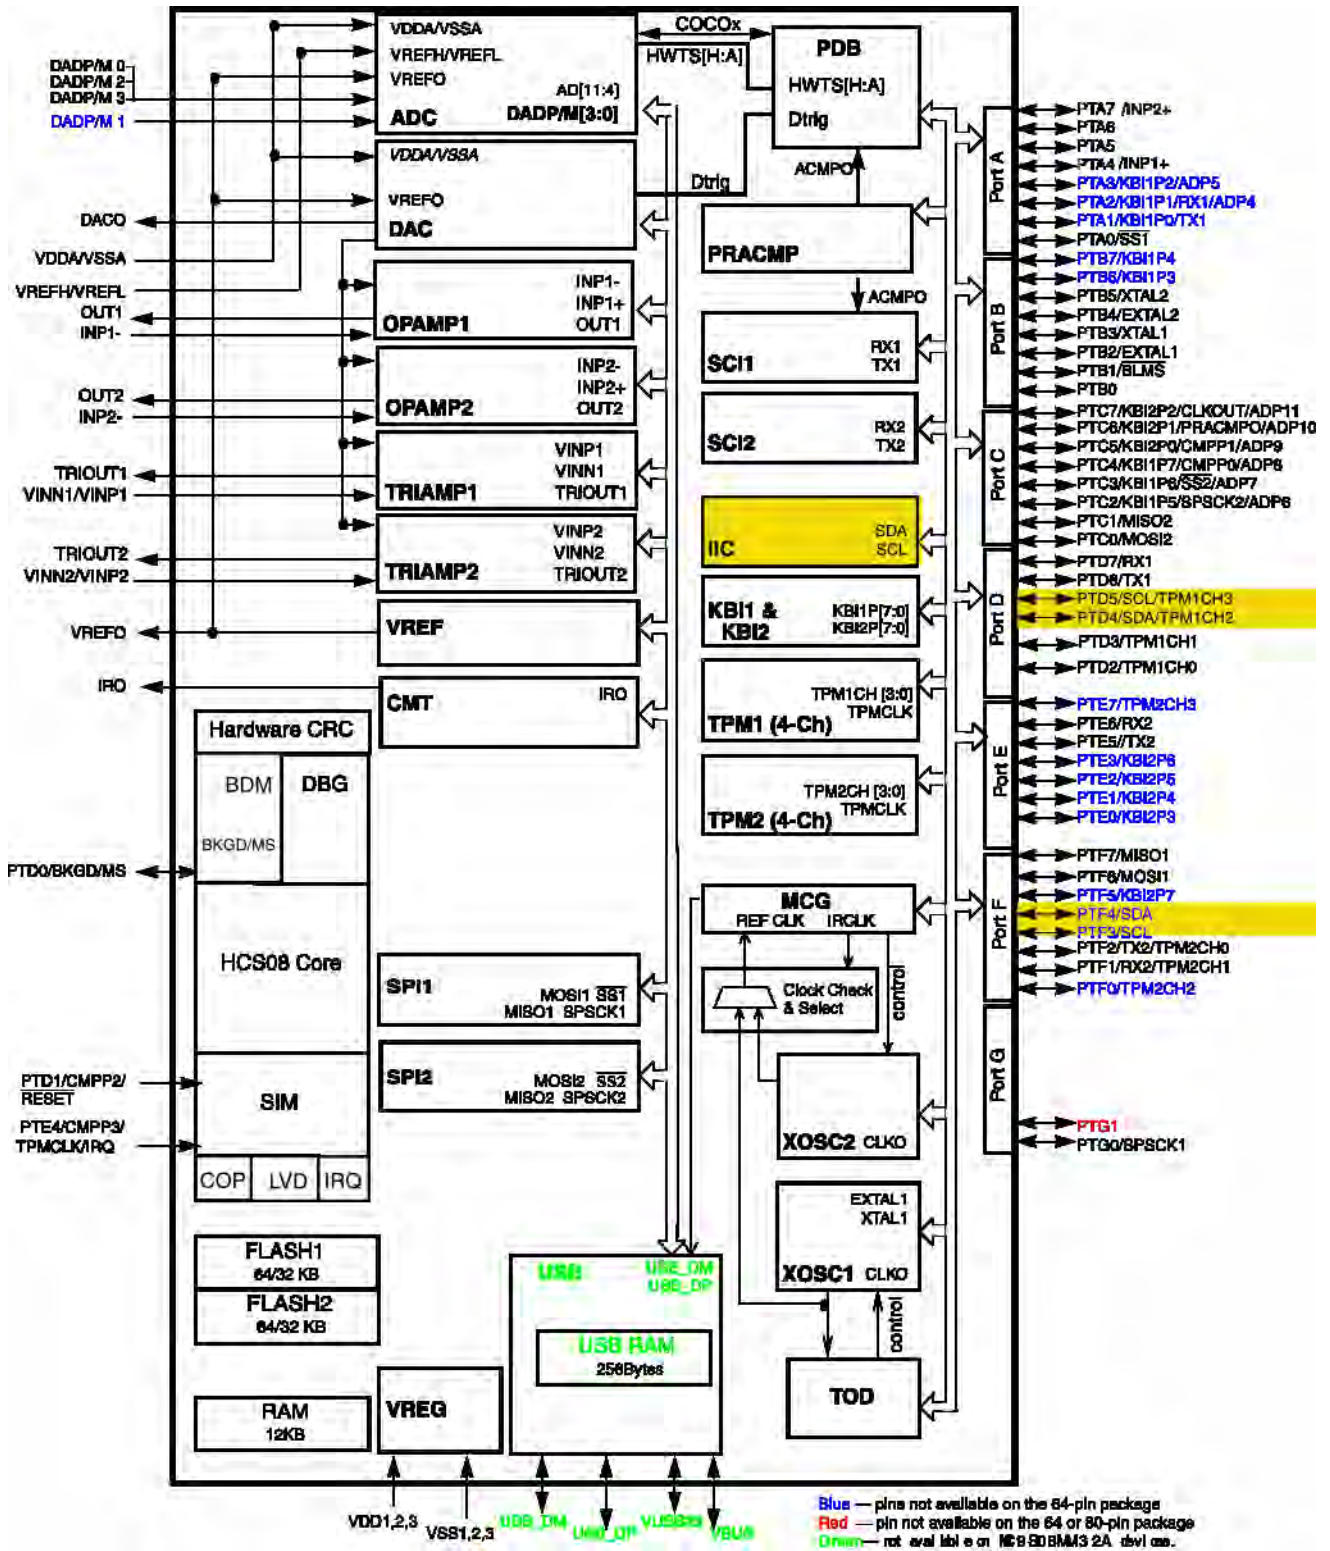 DADP/M 0
DADP/M 2
DADP/M 3
DADP/M 1
DACO
VDDA/VSSA
VREFH/VREFL
OUT1
INP1-
OUT2
INP2-
TRIOUT1
VINN1/VINP1
TRIOUT2
VINN2/VINP2
VREFO
IRO
PTD0/BKGD/MS
PTD1/CMPP2/
RESET
PTE4/CMPP3/
TPMCLK/IRQ
VDDA/VSSA
VREFH/VREFL
VREFO
AD[11:4]
ADC DADP/M[3:0]
VDDA/VSSA
VREFO
DAC
INP1-
INP1+
OPAMP1 OUT1
INP2-
INP2+
OPAMP2 OUT2
VINP1
VINN1
TRIAMP1 TRIOUT1
VINP2
VINN2
TRIAMP2 TRIOUT2
VREF
CMT IRO
Hardware CRC
BDM DBG
BKGD/MS
HCS08 Core
SIM
COP LVD IRQ
SPI1
MOSI1 SS1
MISO1 SPSCK1
SPI2
MOSI2 SS2
MISO2 SPSCK2
FLASH1
64/32 KB
FLASH2
64/32 KB
RAM
12KB
VREG
VDD1,2,3
VSS1,2,3
USB USB_DM
USB_DP
USB RAM
256Bytes
USB_DM
USB_DP
VUSB33
VBUS
COCOx
HWTS[H:A]
PDB
HWTS[H:A]
Dtrig
Dtrig
ACMPO
PRACMP
ACMPO
SCI1 RX1
TX1
SCI2 RX2
TX2
IIC SDA
SCL
KBI1 & KBI1P[7:0]
KBI2 KBI2P[7:0]
TPM1CH [3:0]
TPMCLK
TPM1 (4-Ch)
TPM2CH [3:0]
TPMCLK
TPM2 (4-Ch)
MCG
REF CLK IRCLK
Clock Check
& Select
control
XOSC2 CLKO
EXTAL1
XTAL1
XOSC1 CLKO
control
TOD
Port A
PTA7 /INP2+
PTA6
PTA5
PTA4 /INP1+
PTA3/KBI1P2/ADP5
PTA2/KBI1P1/RX1/ADP4
PTA1/KBI1P0/TX1
PTA0/SS1
Port B
PTB7/KBI1P4
PTB6/KBI1P3
PTB5/XTAL2
PTB4/EXTAL2
PTB3/XTAL1
PTB2/EXTAL1
PTB1/BLMS
PTB0
Port C
PTC7/KBI2P2/CLKOUT/ADP11
PTC6/KBI2P1/PRACMPO/ADP10
PTC5/KBI2P0/CMPP1/ADP9
PTC4/KBI1P7/CMPP0/ADP8
PTC3/KBI1P6/SS2/ADP7
PTC2/KBI1P5/SPSCK2/ADP6
PTC1/MISO2
PTC0/MOSI2
Port D
PTD7/RX1
PTD6/TX1
PTD5/SCL/TPM1CH3
PTD4/SDA/TPM1CH2
PTD3/TPM1CH1
PTD2/TPM1CH0
Port E
PTE7/TPM2CH3
PTE6/RX2
PTE5//TX2
PTE3/KBI2P6
PTE2/KBI2P5
PTE1/KBI2P4
PTE0/KBI2P3
Port F
PTF7/MISO1
PTF6/MOSI1
PTF5/KBI2P7
PTF4/SDA
PTF3/SCL
PTF2/TX2/TPM2CH0
PTF1/RX2/TPM2CH1
PTF0/TPM2CH2
Port G
PTG1
PTG0/SPSCK1
Blue — pins not available on the 64-pin package
Red — pin not available on the 64 or 80-pin package
Green — not available on MC9S08MM32A devices.